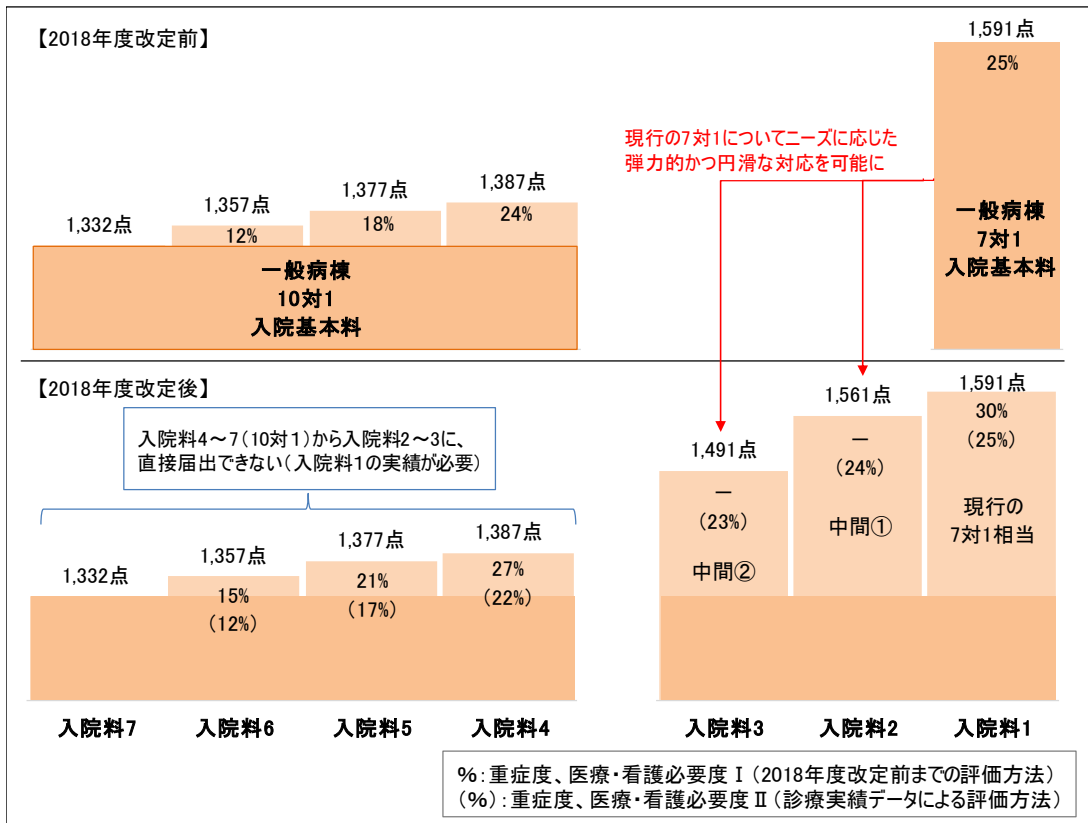 【2018年度改定前】
1,591点
25%
現行の7対1についてニーズに応じた
弾力的かつ円滑な対応を可能に
1,332点
1,357点
12%
1,377点
18%
1,387点
24%
一般病棟
10対1
入院基本料
一般病棟
7対1
入院基本料
【2018年度改定後】
入院料4～7(10対1)から入院料2～3に、
直接届出できない(入院料1の実績が必要)
1,332点
1,357点
15%
(12%)
1,377点
21%
(17%)
1,387点
27%
(22%)
1,491点
―
(23%)
中間②
1,561点
―
(24%)
中間①
1,591点
30%
(25%)
現行の
7対1相当
入院料7
入院料6
入院料5
入院料4
入院料3
入院料2
入院料1
%:重症度、医療・看護必要度Ⅰ(2018年度改定前までの評価方法)
(%):重症度、医療・看護必要度Ⅱ(診療実績データによる評価方法)